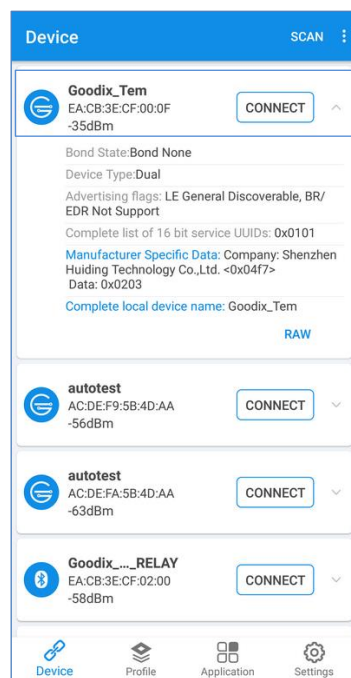 Device SCAN
Goodix_Tem
EA:CB:3E:CF:00:0F
CONNECT
-35dBm
Bond State:Bond None
Device Type:Dual
Advertising flags: LE General Discoverable, BR/
EDR Not Support
Complete list of 16 bit service UUIDs: 0x0101
Manufacturer Specific Data: Company: Shenzhen
Huiding Technology Co.,Ltd. <0x04f7>
Data: 0x0203
Complete local device name: Goodix_Tem
RAW
autotest
AC:DE:F9:5B:4D:AA
CONNECT
-56dBm
autotest
AC:DE:FA:5B:4D:AA
CONNECT
-63dBm
Goodix_..._RELAY
EA:CB:3E:CF:02:00
CONNECT
-58dBm
Device Profile Application Settings